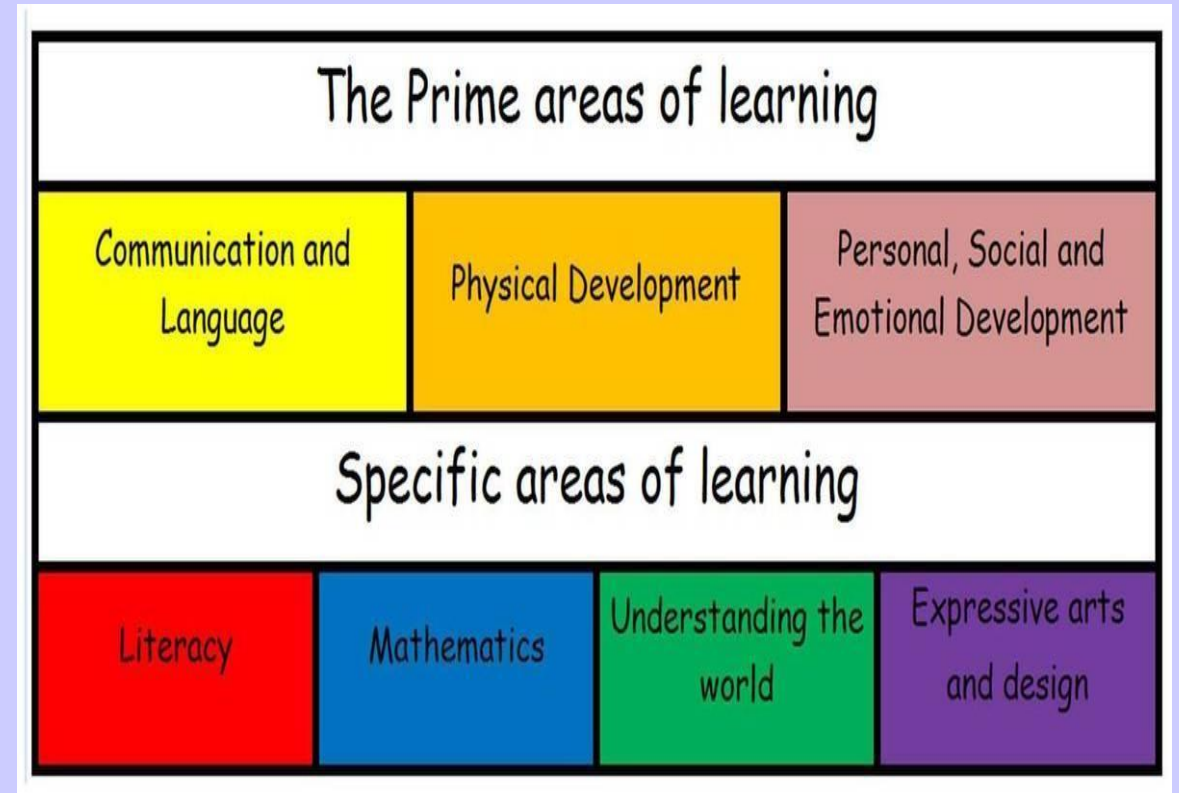 The Prime areas of learning
Communication and
Language
Physical Development
Personal, Social and
Emotional Development
Specific areas of learning
Literacy
Mathematics
Understanding the
world
Expressive arts
and design